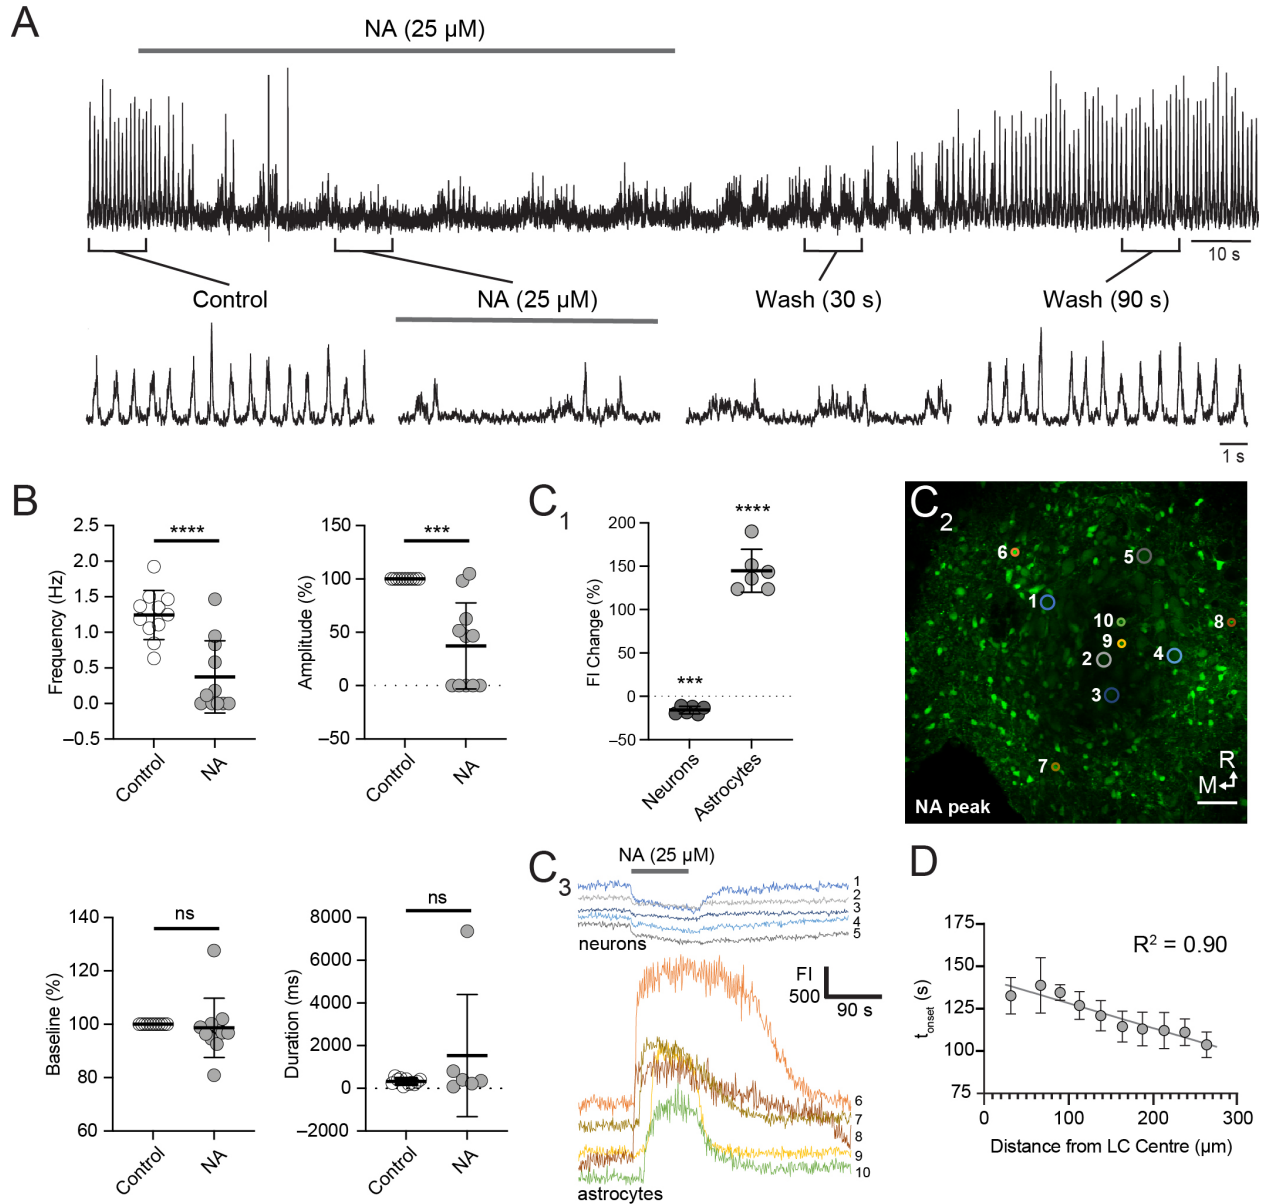 A
NA (25 µM)
10 s
Control
NA (25 µM)
Wash (30 s)
Wash (90 s)
1 s
B
Frequency (Hz)
2.5
2.0
1.5
1.0
0.5
0.0
–0.5
****
Control
NA
Amplitude (%)
150
100
50
0
–50
***
Control
NA
C1
FI Change (%)
200
150
100
50
0
–50
***
****
Neurons
Astrocytes
C2
6
5
1
10
8
9
2
4
3
7
R
M
NA peak
Baseline (%)
140
120
100
80
60
ns
Control
NA
Duration (ms)
8000
6000
4000
2000
0
–2000
ns
Control
NA
C3
NA (25 µM)
1
2
3
4
5
neurons
FI
500
90 s
6
7
8
9
10
astrocytes
D
R² = 0.90
tonset (s)
175
150
125
100
75
0
100
200
300
Distance from LC Centre (µm)